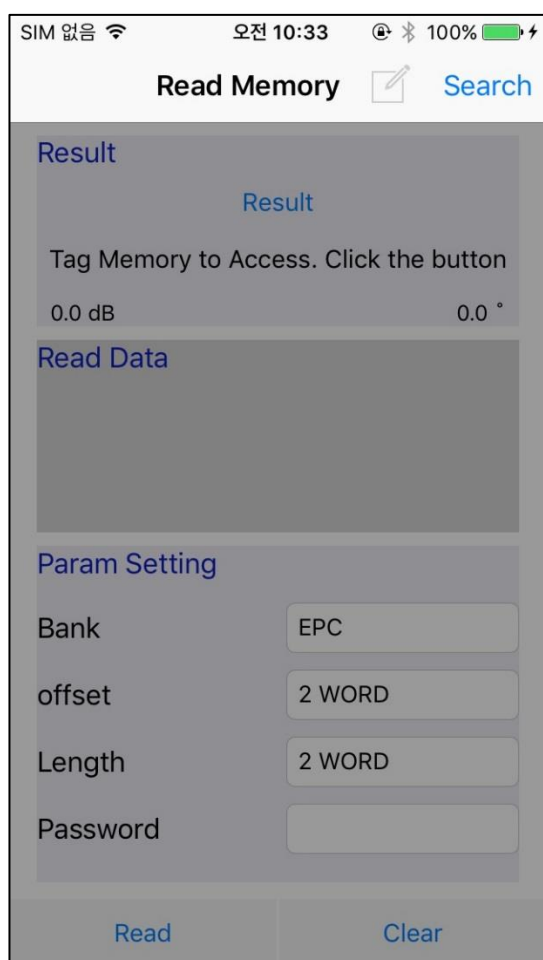 SIM 없음 오전 10:33 100%
Read Memory Search
Result
Result
Tag Memory to Access. Click the button
0.0 dB 0.0 °
Read Data
Param Setting
Bank EPC
offset 2 WORD
Length 2 WORD
Password
Read Clear